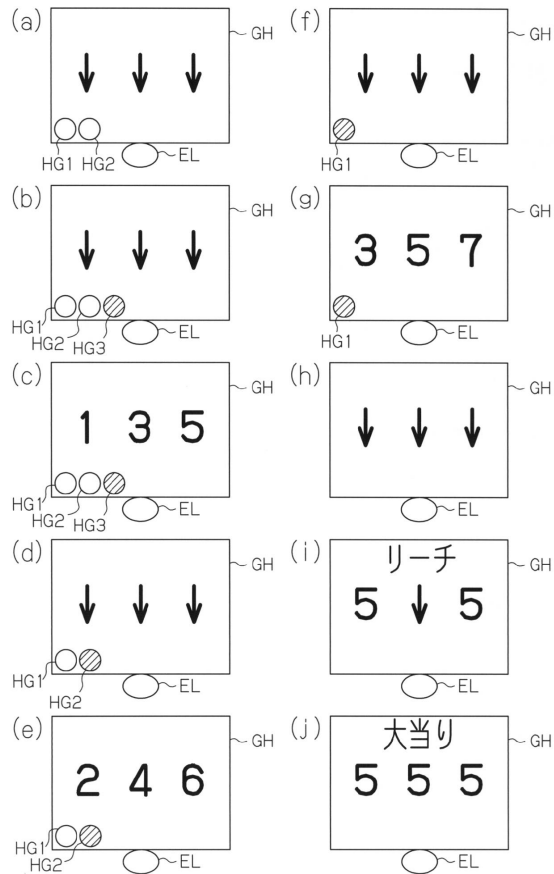 (a)
GH
HG1
HG2
EL
(b)
GH
HG1
HG2
HG3
EL
(c)
GH
1 3 5
HG1
HG2
HG3
EL
(d)
GH
HG1
HG2
EL
(e)
GH
2 4 6
HG1
HG2
EL
(f)
GH
HG1
EL
(g)
GH
3 5 7
HG1
EL
(h)
GH
EL
(i)
リーチ
GH
5 5
EL
(j)
大当り
GH
5 5 5
EL